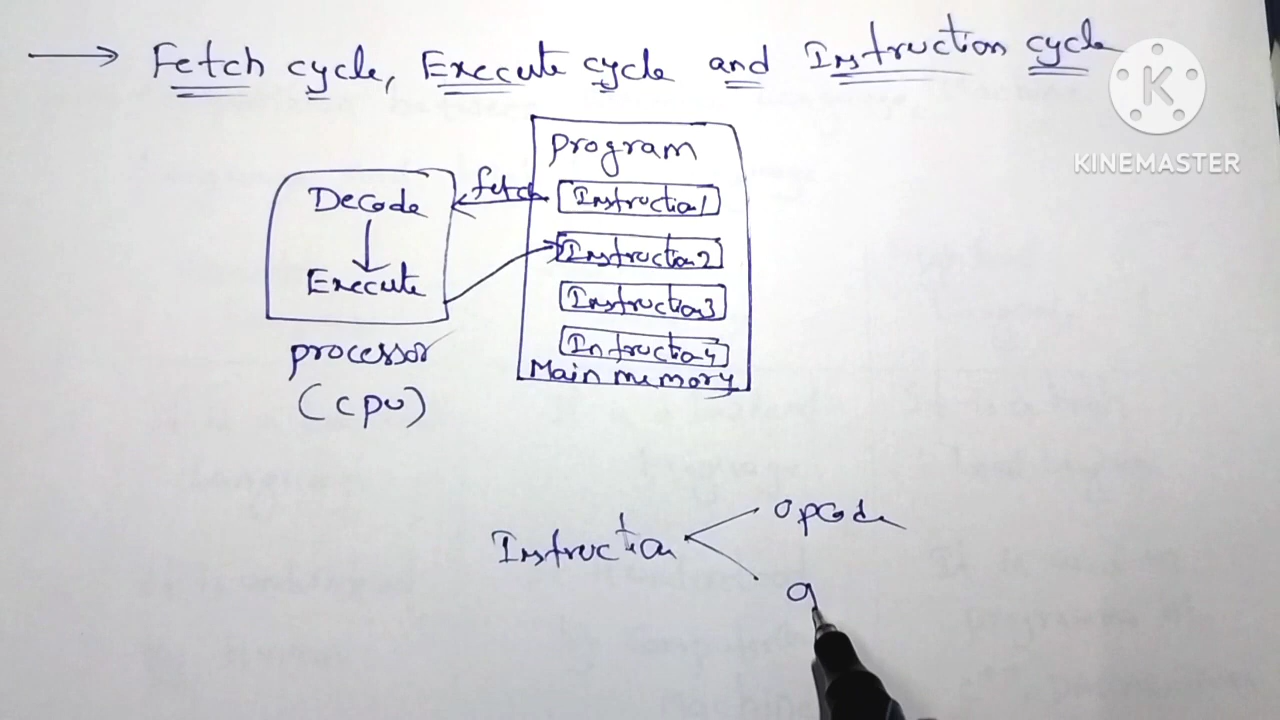 Fetch cycle, Execute cycle and Instruction cycle
K
KINEMASTER
program
Decode
fetch
Instruction1
Instruction2
Execute
Instruction3
Instruction4
Main memory
processor
(CPU)
opcode
Instruction
o